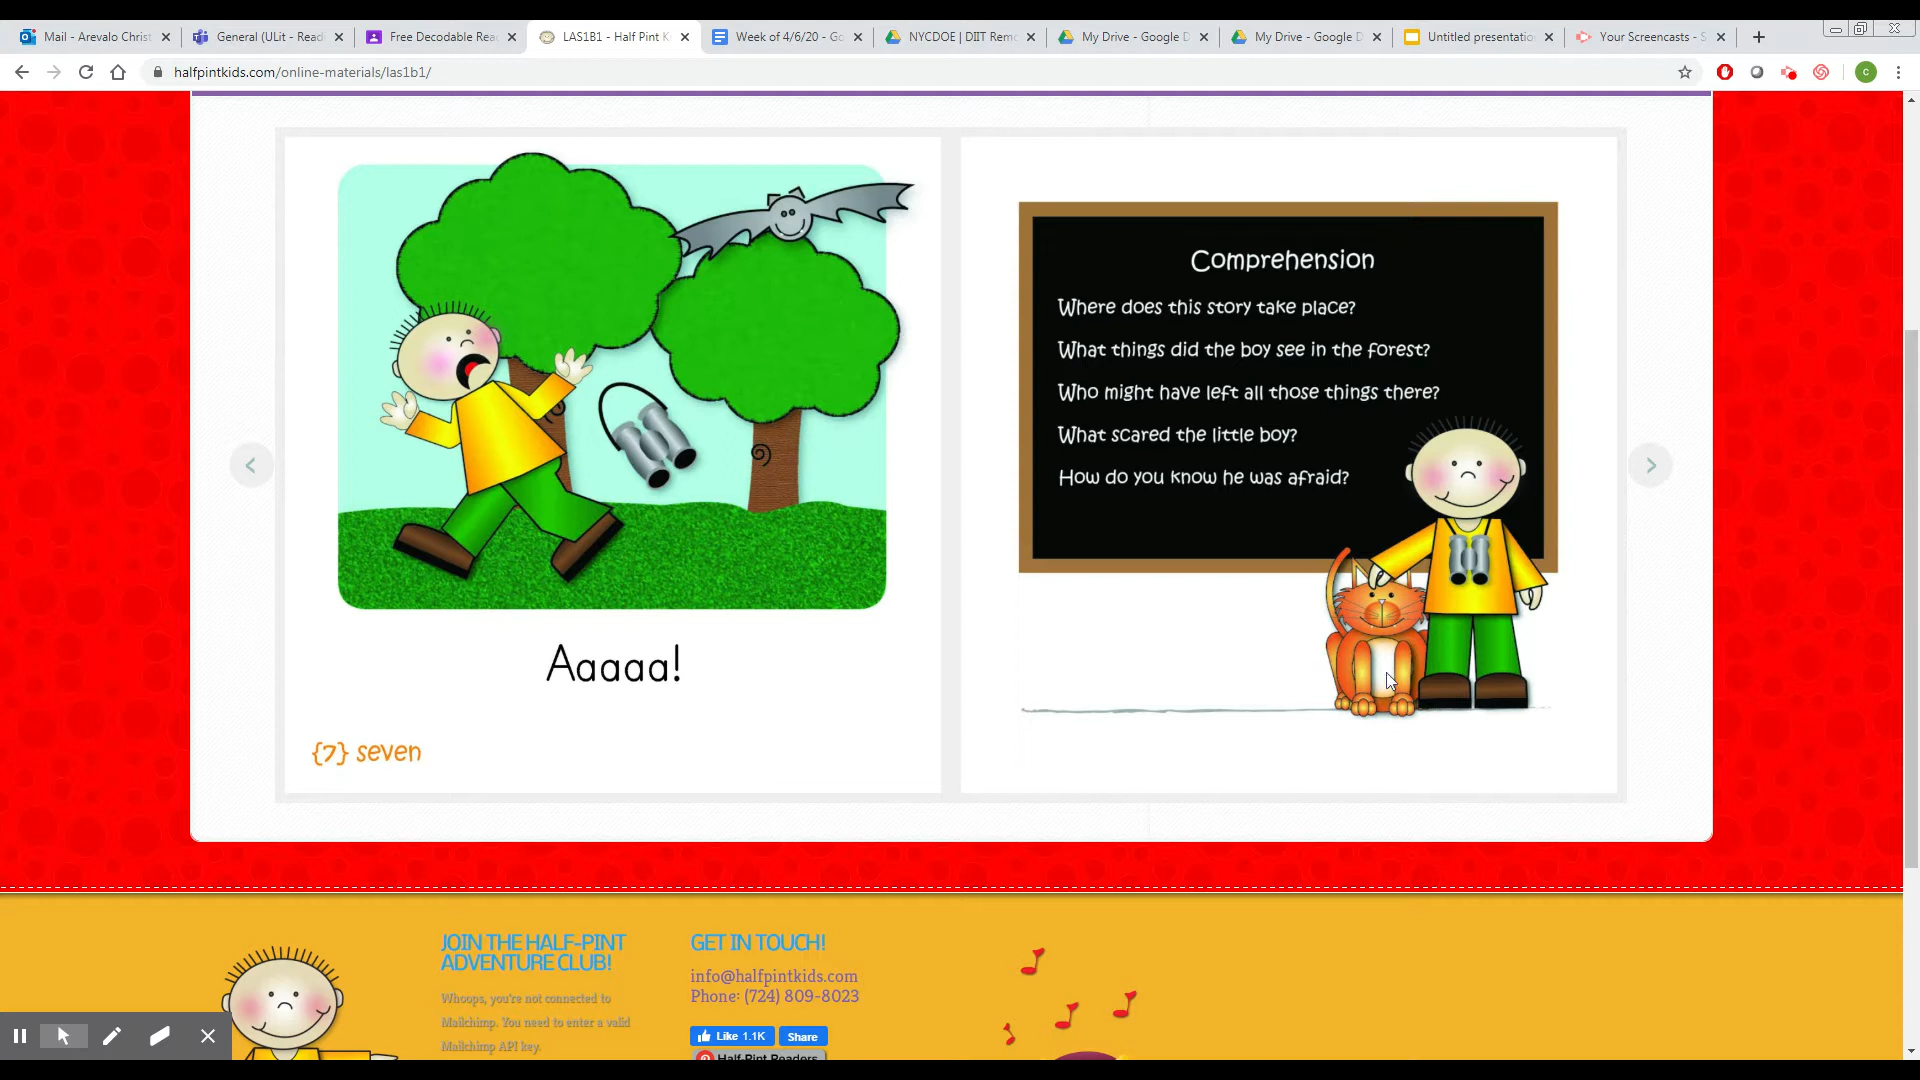 Mail - Arevalo Christ
General (ULit - Read
Free Decodable Rea
LAS1B1 - Half Pint K
Week of 4/6/20 - Go
NYCDOE | DIIT Remo
My Drive - Google D
My Drive - Google D
Untitled presentatio
Your Screencasts - S
halfpintkids.com/online-materials/las1b1/
c
Aaaaa!
{7} seven
Comprehension
Where does this story take place?
What things did the boy see in the forest?
Who might have left all those things there?
What scared the little boy?
How do you know he was afraid?
JOIN THE HALF-PINT
ADVENTURE CLUB!
Whoops, you're not connected to
Mailchimp. You need to enter a valid
Mailchimp API key.
GET IN TOUCH!
info@halfpintkids.com
Phone: (724) 809-8023
Like 1.1K Share
Half-Pint Readers